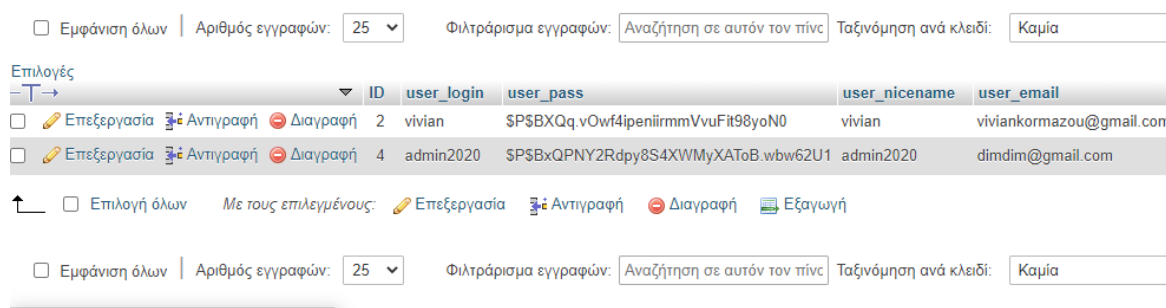 Εμφάνιση όλων Αριθμός εγγραφών: 25 Φιλτράρισμα εγγραφών: Αναζήτηση σε αυτόν τον πίνα Ταξινόμηση ανά κλειδί: Καμία
Επιλογές
ID user_login user_pass user_nicename user_email
Επεξεργασία Αντιγραφή Διαγραφή 2 vivian $P$BXQq.vOwf4ipeniirmmVvuFit98yoN0 vivian viviankormazou@gmail.com
Επεξεργασία Αντιγραφή Διαγραφή 4 admin2020 $P$BxQPNY2Rdpy8S4XWMyXAToB.wbw62U1 admin2020 dimdim@gmail.com
Επιλογή όλων Με τους επιλεγμένους: Επεξεργασία Αντιγραφή Διαγραφή Εξαγωγή
Εμφάνιση όλων Αριθμός εγγραφών: 25 Φιλτράρισμα εγγραφών: Αναζήτηση σε αυτόν τον πίνα Ταξινόμηση ανά κλειδί: Καμία